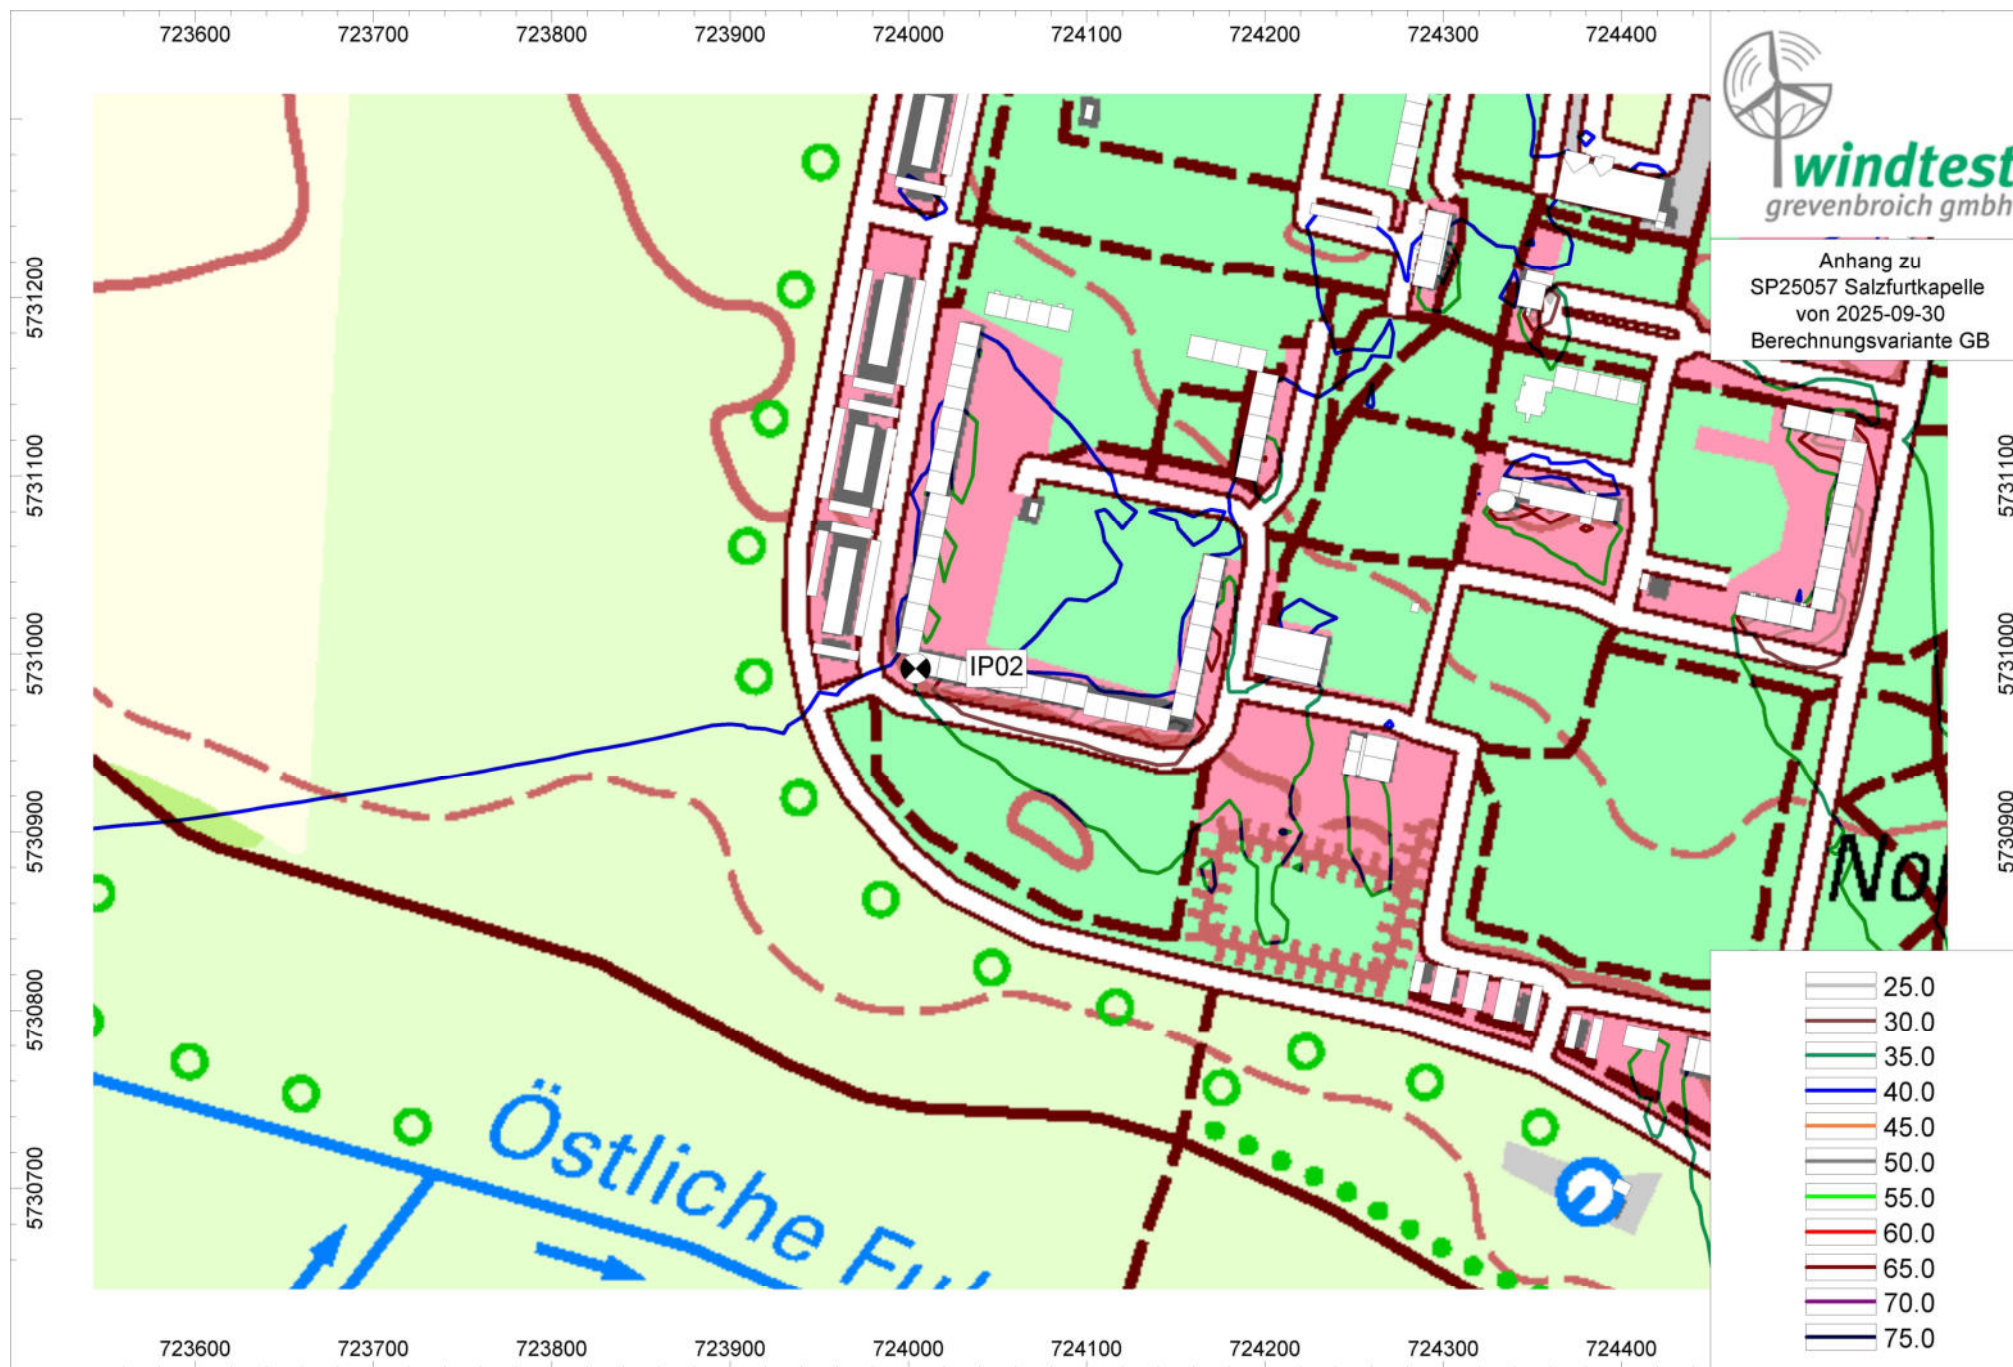 723600 723700 723800 723900 724000 724100 724200 724300 724400
windtest
grevenbroich gmbh
Anhang zu
SP25057 Salzfurtkapelle
von 2025-09-30
Berechnungsvariante GB
5731200
5731100
5731100
5731000
5731000
IP02
5730900
5730900
5730800
5730700
Östliche
25.0
30.0
35.0
40.0
45.0
50.0
55.0
60.0
65.0
70.0
75.0
723600 723700 723800 723900 724000 724100 724200 724300 724400